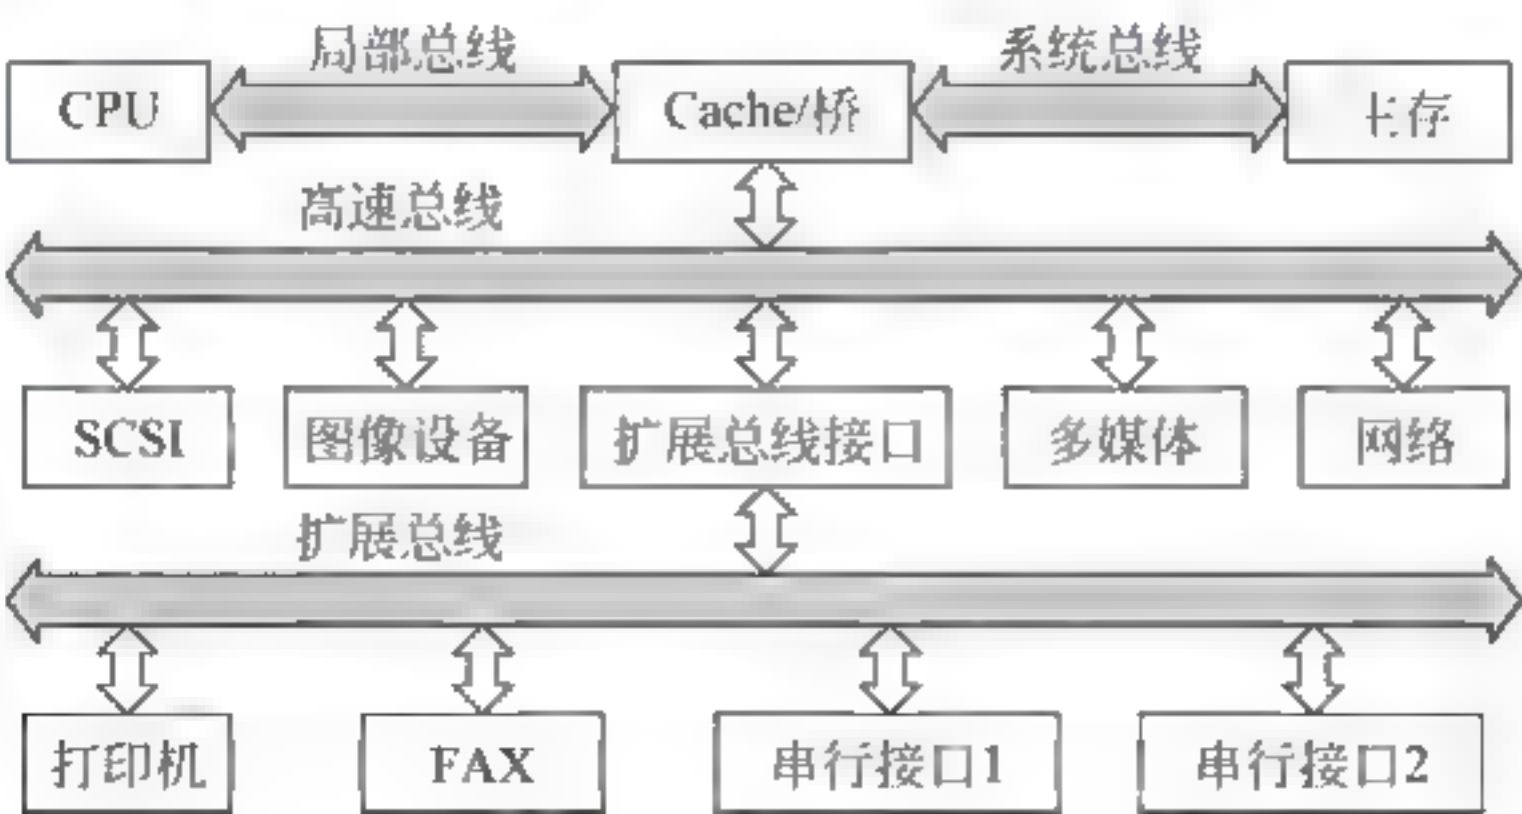 局部总线 系统总线
CPU Cache/桥 主存
高速总线
SCSI 图像设备 扩展总线接口 多媒体 网络
扩展总线
打印机 FAX 串行接口1 串行接口2